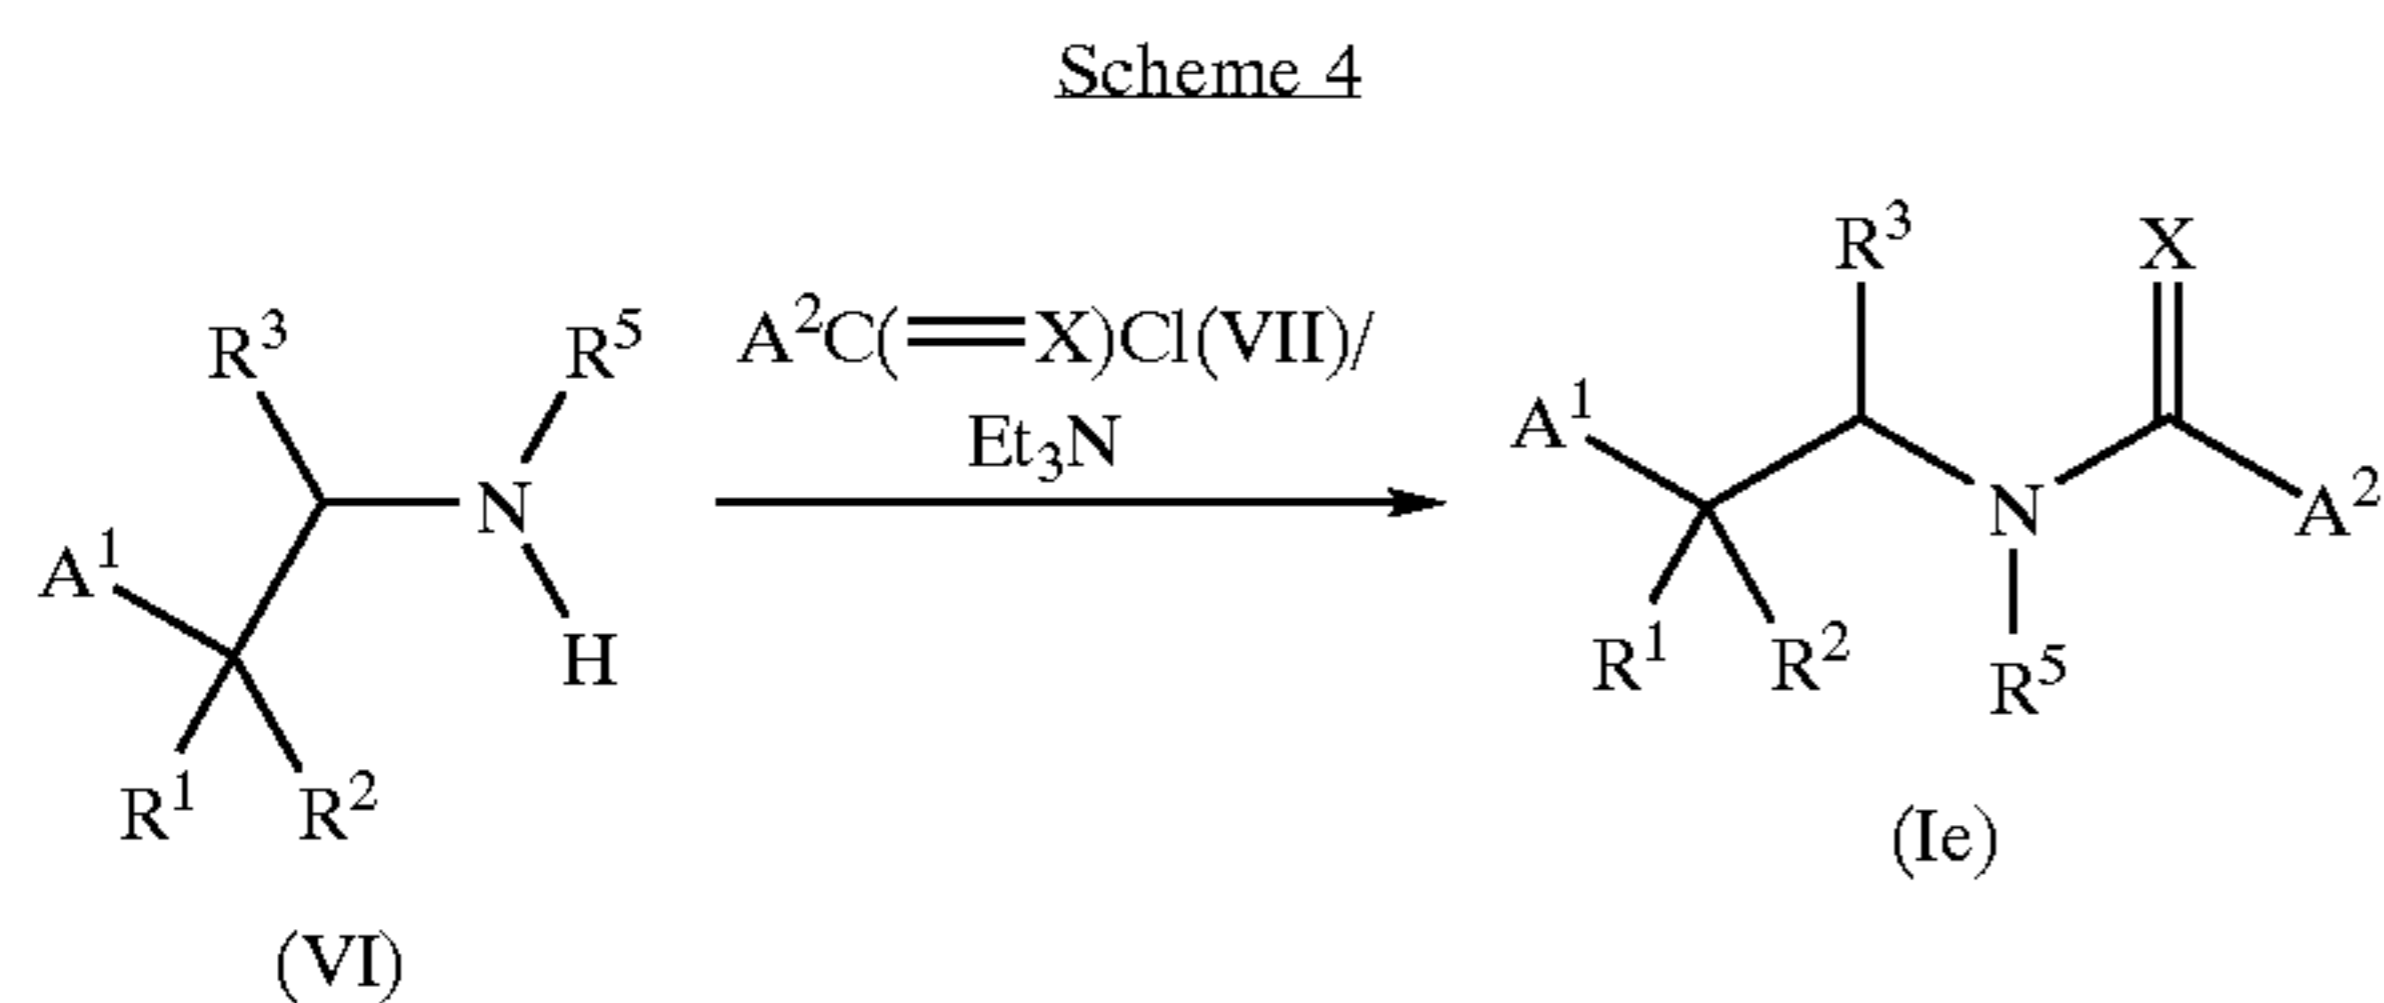 Scheme 4
R³ X
R³ R⁵ A²C(=X)Cl(VII)/
A¹
Et₃N
N N A²
A¹
H R¹ R² R⁵
R¹ R² (Ie)
(VI)